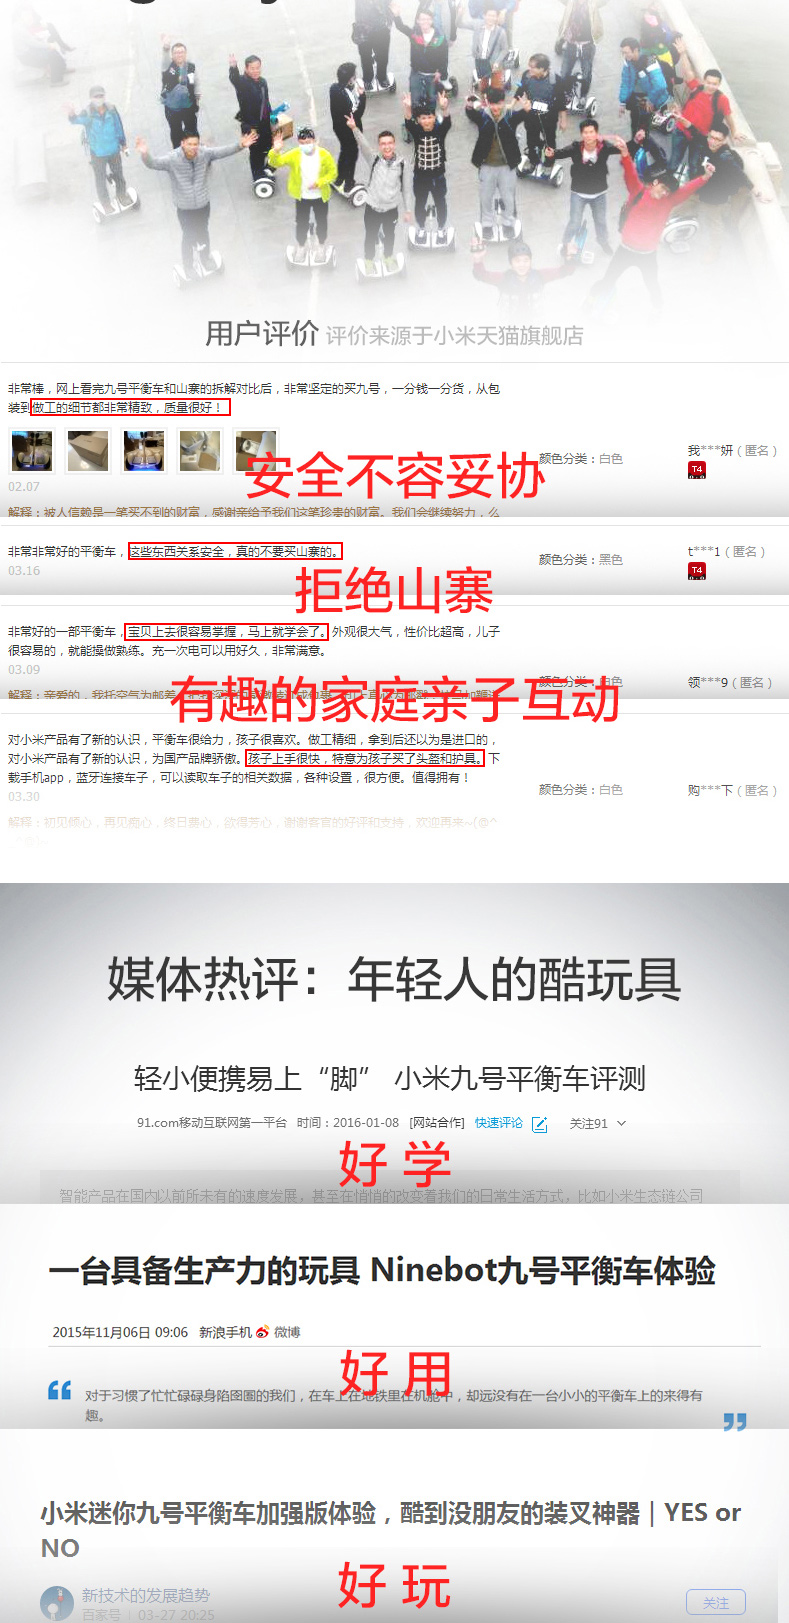 用户评价 评价来源于小米天猫旗舰店
非常棒，网上看完九号平衡车和山寨的拆解对比后，非常坚定的买九号，一分钱一分货，从包
装到做工的细节都非常精致，质量很好！
颜色分类：白色
我***妍（匿名）
T4
安全不容妥协
02.07
解释：被人信赖是一笔买不到的财富，感谢亲给予我们这笔珍贵的财富。我们会继续努力，么
非常非常好的平衡车，这些东西关系安全，真的不要买山寨的。
03.16
颜色分类：黑色
t***1（匿名）
T4
拒绝山寨
非常好的一部平衡车，宝贝上去很容易掌握，马上就学会了。外观很大气，性价比超高，儿子
很容易的，就能操做熟练。充一次电可以用好久，非常满意。
03.09
颜色分类：白色
领***9（匿名）
解释：亲爱的，我托空气为邮差
有趣的家庭亲子互动
对小米产品有了新的认识，平衡车很给力，孩子很喜欢。做工精细，拿到后还以为是进口的，
对小米产品有了新的认识，为国产品牌骄傲。孩子上手很快，特意为孩子买了头盔和护具。下
载手机app，蓝牙连接车子，可以读取车子的相关数据，各种设置，很方便。值得拥有！
03.30
颜色分类：白色
购***下（匿名）
解释：初见倾心，再见痴心，终日费心，欲得芳心，谢谢客官的好评和支持，欢迎再来~(@^
媒体热评：年轻人的酷玩具
轻小便携易上“脚” 小米九号平衡车评测
91.com移动互联网第一平台 时间：2016-01-08 [网站合作] 快速评论 关注91
好 学
智能产品在国内以前所未有的速度发展，甚至在悄悄的改变着我们的日常生活方式，比如小米生态链公司
一台具备生产力的玩具 Ninebot九号平衡车体验
2015年11月06日 09:06 新浪手机 微博
好 用
对于习惯了忙忙碌碌身陷囹圄的我们，在车上在地铁里在机舱中，却远没有在一台小小的平衡车上的来得有
趣。
小米迷你九号平衡车加强版体验，酷到没朋友的装叉神器｜YES or
NO
好 玩
新技术的发展趋势
百家号 | 03-27 20:25
关注